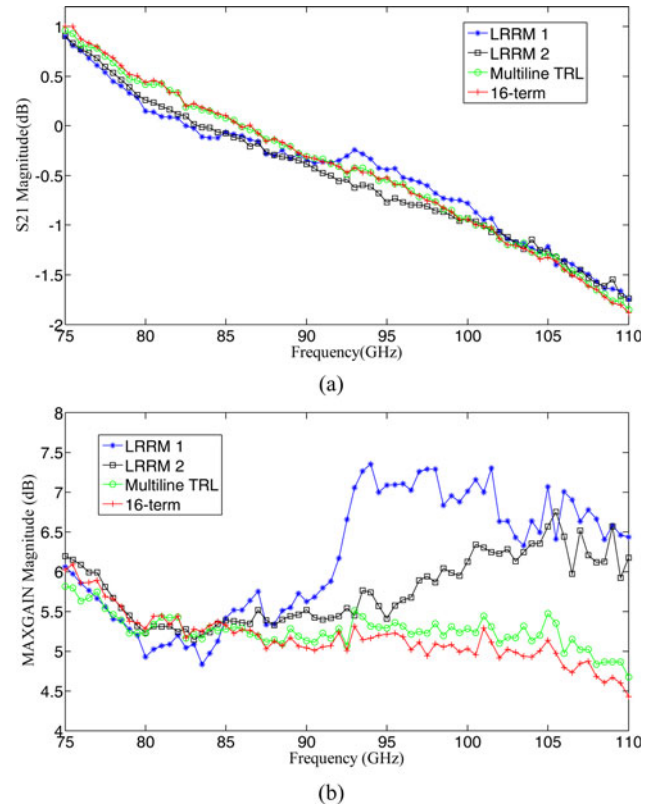 1
0.5
0
-0.5
-1
-1.5
-2
S21 Magnitude(dB)
LRRM 1
LRRM 2
Multiline TRL
16-term
75 80 85 90 95 100 105 110
Frequency(GHz)
(a)
8
7.5
7
6.5
6
5.5
5
4.5
4
MAXGAIN Magnitude (dB)
LRRM 1
LRRM 2
Multiline TRL
16-term
75 80 85 90 95 100 105 110
Frequency (GHz)
(b)